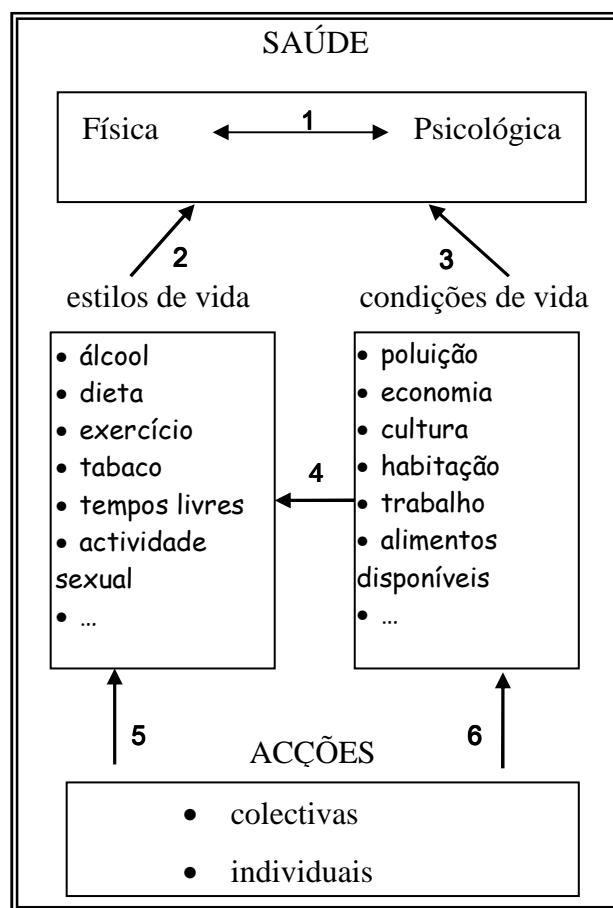 SAÚDE
Física 1 Psicológica
2 3
estilos de vida condições de vida
• álcool
• dieta
• exercício
• tabaco
• tempos livres
• actividade
sexual
• ...
4
• poluição
• economia
• cultura
• habitação
• trabalho
• alimentos
disponíveis
• ...
5 6
ACÇÕES
• colectivas
• individuais